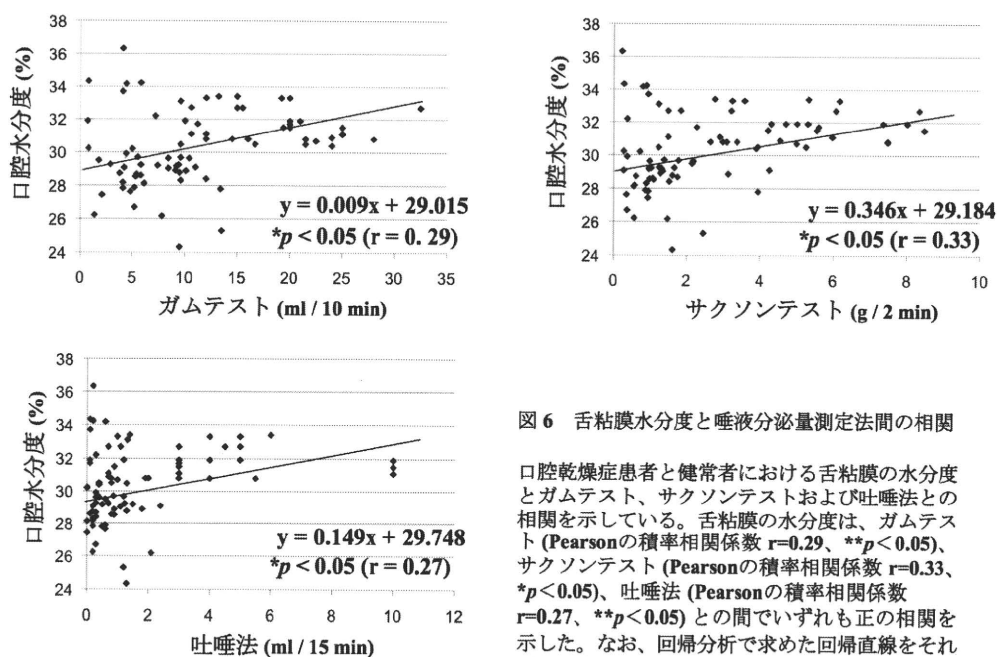 38
36
34
32
30
28
26
24
口腔水分度 (%)
y = 0.009x + 29.015
*p < 0.05 (r = 0. 29)
0 5 10 15 20 25 30 35
ガムテスト (ml / 10 min)
38
36
34
32
30
28
26
24
口腔水分度 (%)
y = 0.346x + 29.184
*p < 0.05 (r = 0.33)
0 2 4 6 8 10
サクソンテスト (g / 2 min)
38
36
34
32
30
28
26
24
口腔水分度 (%)
y = 0.149x + 29.748
*p < 0.05 (r = 0.27)
0 2 4 6 8 10 12
吐唾法 (ml / 15 min)
図 6 舌粘膜水分度と唾液分泌量測定法間の相関
口腔乾燥症患者と健常者における舌粘膜の水分度
とガムテスト、サクソンテストおよび吐唾法との
相関を示している。舌粘膜の水分度は、ガムテス
ト (Pearsonの積率相関係数 r=0.29、**p<0.05)、
サクソンテスト (Pearsonの積率相関係数 r=0.33、
*p<0.05)、吐唾法 (Pearsonの積率相関係数
r=0.27、**p<0.05) との間でいずれも正の相関を
示した。なお、回帰分析で求めた回帰直線をそれ